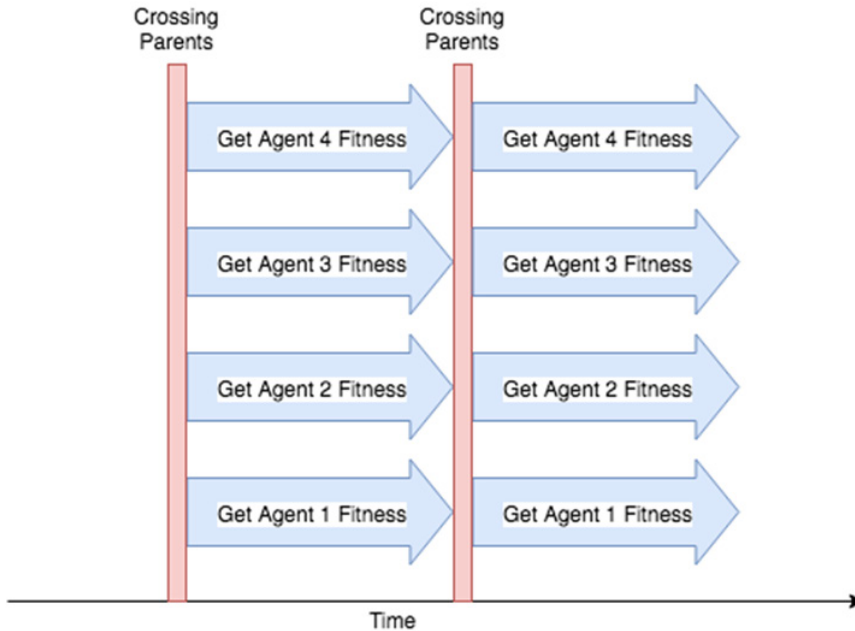 Crossing
Parents
Crossing
Parents
Get Agent 4 Fitness
Get Agent 4 Fitness
Get Agent 3 Fitness
Get Agent 3 Fitness
Get Agent 2 Fitness
Get Agent 2 Fitness
Get Agent 1 Fitness
Get Agent 1 Fitness
Time